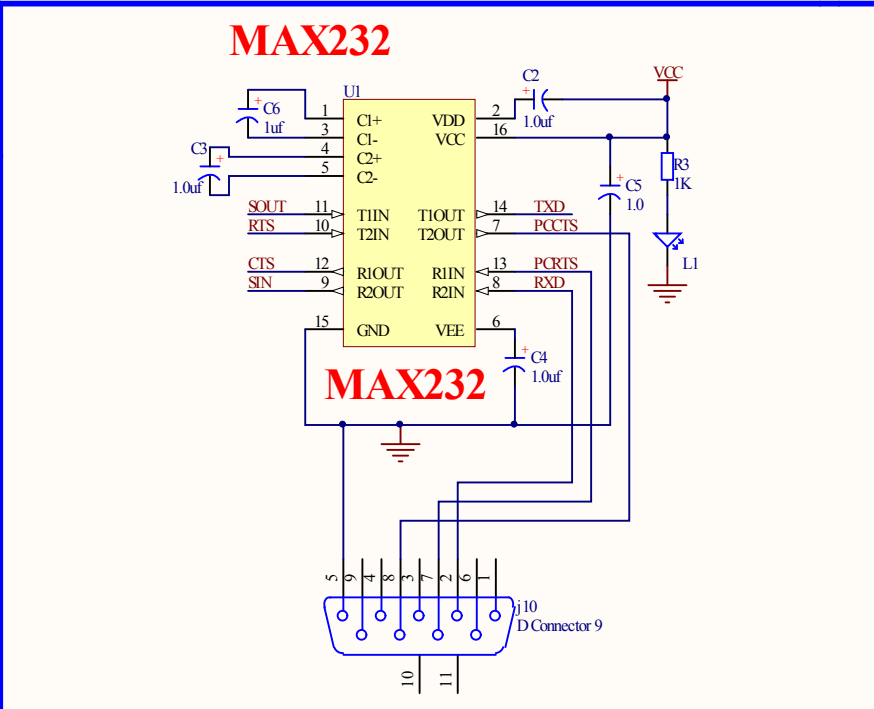 MAX232
U1
C2
+
VCC
1.0uf
+
C6
1uf
C3
+
1.0uf
1 C1+
3 C1-
4 C2+
5 C2-
VDD 2
VCC 16
R3
1K
+
C5
1.0
SOUT 11 T1IN
RTS 10 T2IN
T1OUT 14 TXD
T2OUT 7 PCCTS
CTS 12 R1OUT
SIN 9 R2OUT
R1IN 13 PCRTS
R2IN 8 RXD
L1
15 GND
VEE 6
+
C4
1.0uf
MAX232
5 9 4 8 3 7 2 6 1
j10
D Connector 9
10 11